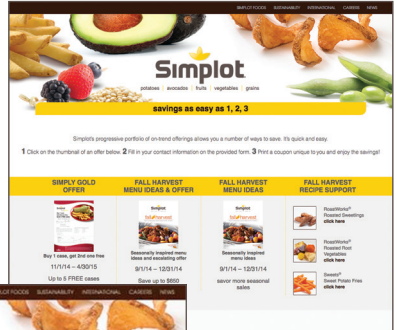 SIMPLOT FOODS SUSTAINABILITY INTERNATIONAL CAREERS NEWS
Simplot
potatoes | avocados | fruits | vegetables | grains
savings as easy as 1, 2, 3
Simplot's progressive portfolio of on-trend offerings allows you a number of ways to save. It's quick and easy.
1 Click on the thumbnail of an offer below. 2 Fill in your contact information on the provided form. 3 Print a coupon unique to you and enjoy the savings!
SIMPLY GOLD
OFFER
Buy 1 case, get 2nd one free
11/1/14 – 4/30/15
Up to 5 FREE cases
FALL HARVEST
MENU IDEAS & OFFER
Simplot
fall harvest
Seasonally inspired menu
ideas and escalating offer
9/1/14 – 12/31/14
Save up to $850
FALL HARVEST
MENU IDEAS
Simplot
fall harvest
Seasonally inspired
menu ideas
9/1/14 – 12/31/14
savor more seasonal
sales
FALL HARVEST
RECIPE SUPPORT
RoastWorks®
Roasted Sweetings
click here
RoastWorks®
Roasted Root
Vegetables
click here
Sweets®
Sweet Potato Fries
click here
LOT FOODS SUSTAINABILITY INTERNATIONAL CAREERS NEWS